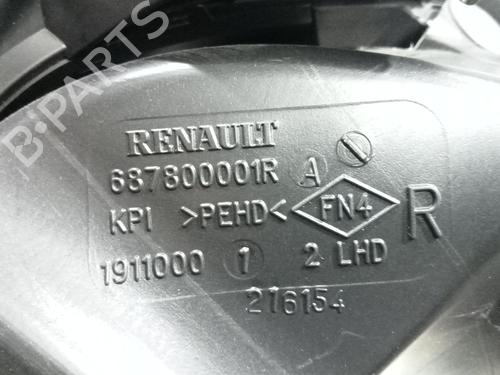 B-PARTS
RENAULT
687800001R A
KPI >PEHD< FN4 R
1911000 1 2 LHD
216154